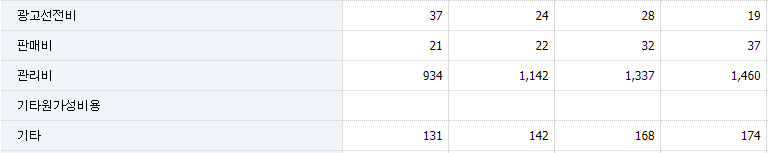 광고선전비 37 24 28 19
판매비 21 22 32 37
관리비 934 1,142 1,337 1,460
기타원가성비용
기타 131 142 168 174